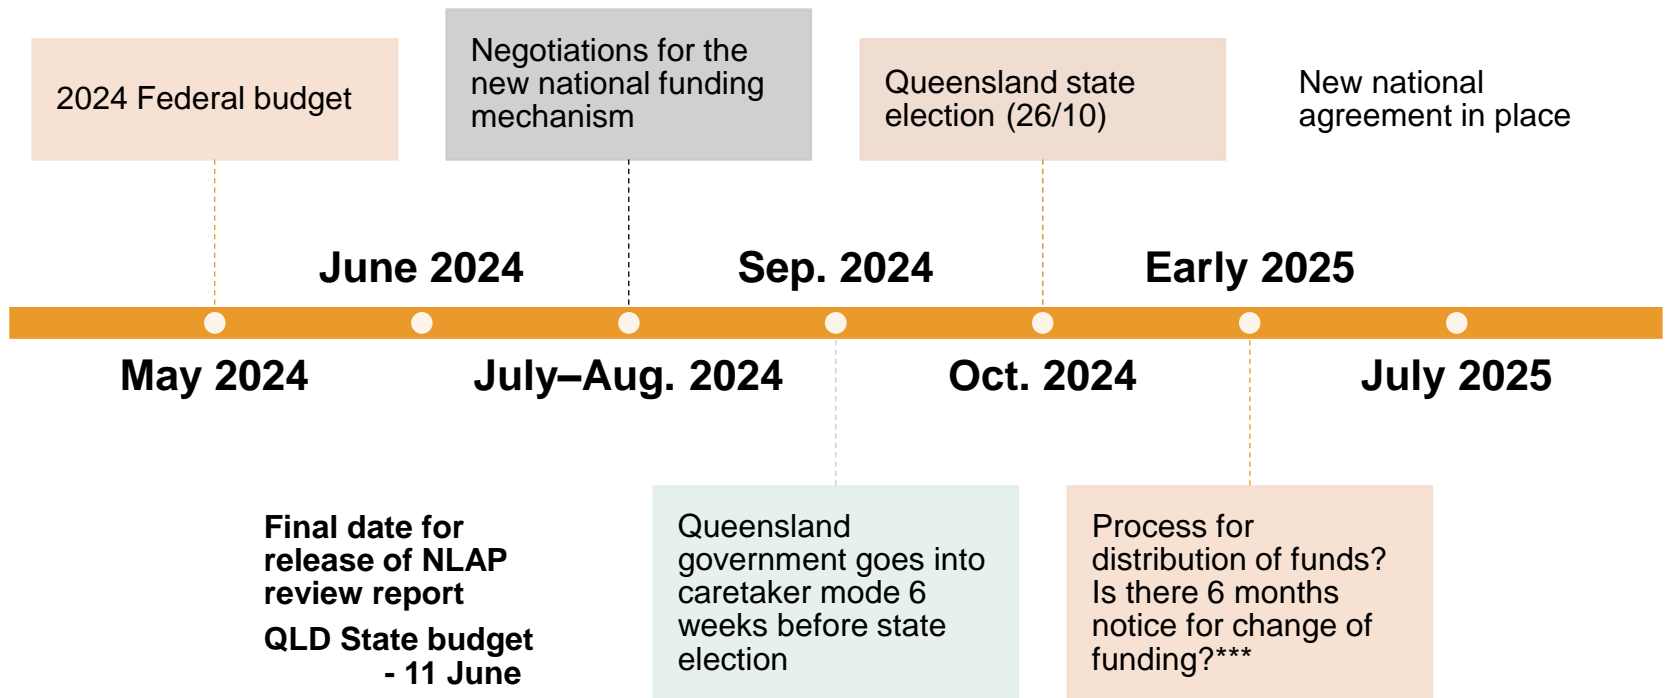 2024 Federal budget
Negotiations for the
new national funding
mechanism
Queensland state
election (26/10)
New national
agreement in place
June 2024
Sep. 2024
Early 2025
May 2024
July–Aug. 2024
Oct. 2024
July 2025
Final date for
release of NLAP
review report
QLD State budget
- 11 June
Queensland
government goes into
caretaker mode 6
weeks before state
election
Process for
distribution of funds?
Is there 6 months
notice for change of
funding?***